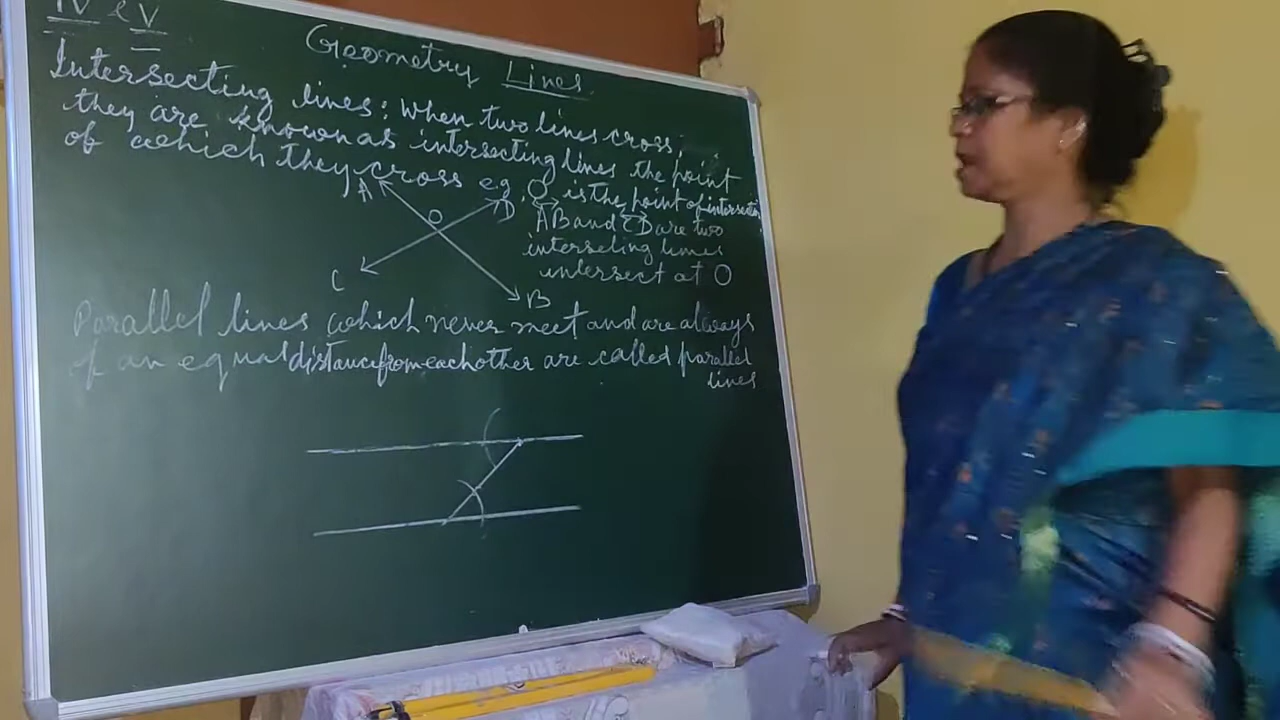 IV & V
Geometry Lines
Intersecting lines: When two lines cross,
they are known as intersecting lines the point
of which they cross e.g. O is the point of intersection
A
D
O
C
B
AB and CD are two
interseting lines
intersect at O
Parallel lines which never meet and are always
of an equal distance from each other are called parallel
lines